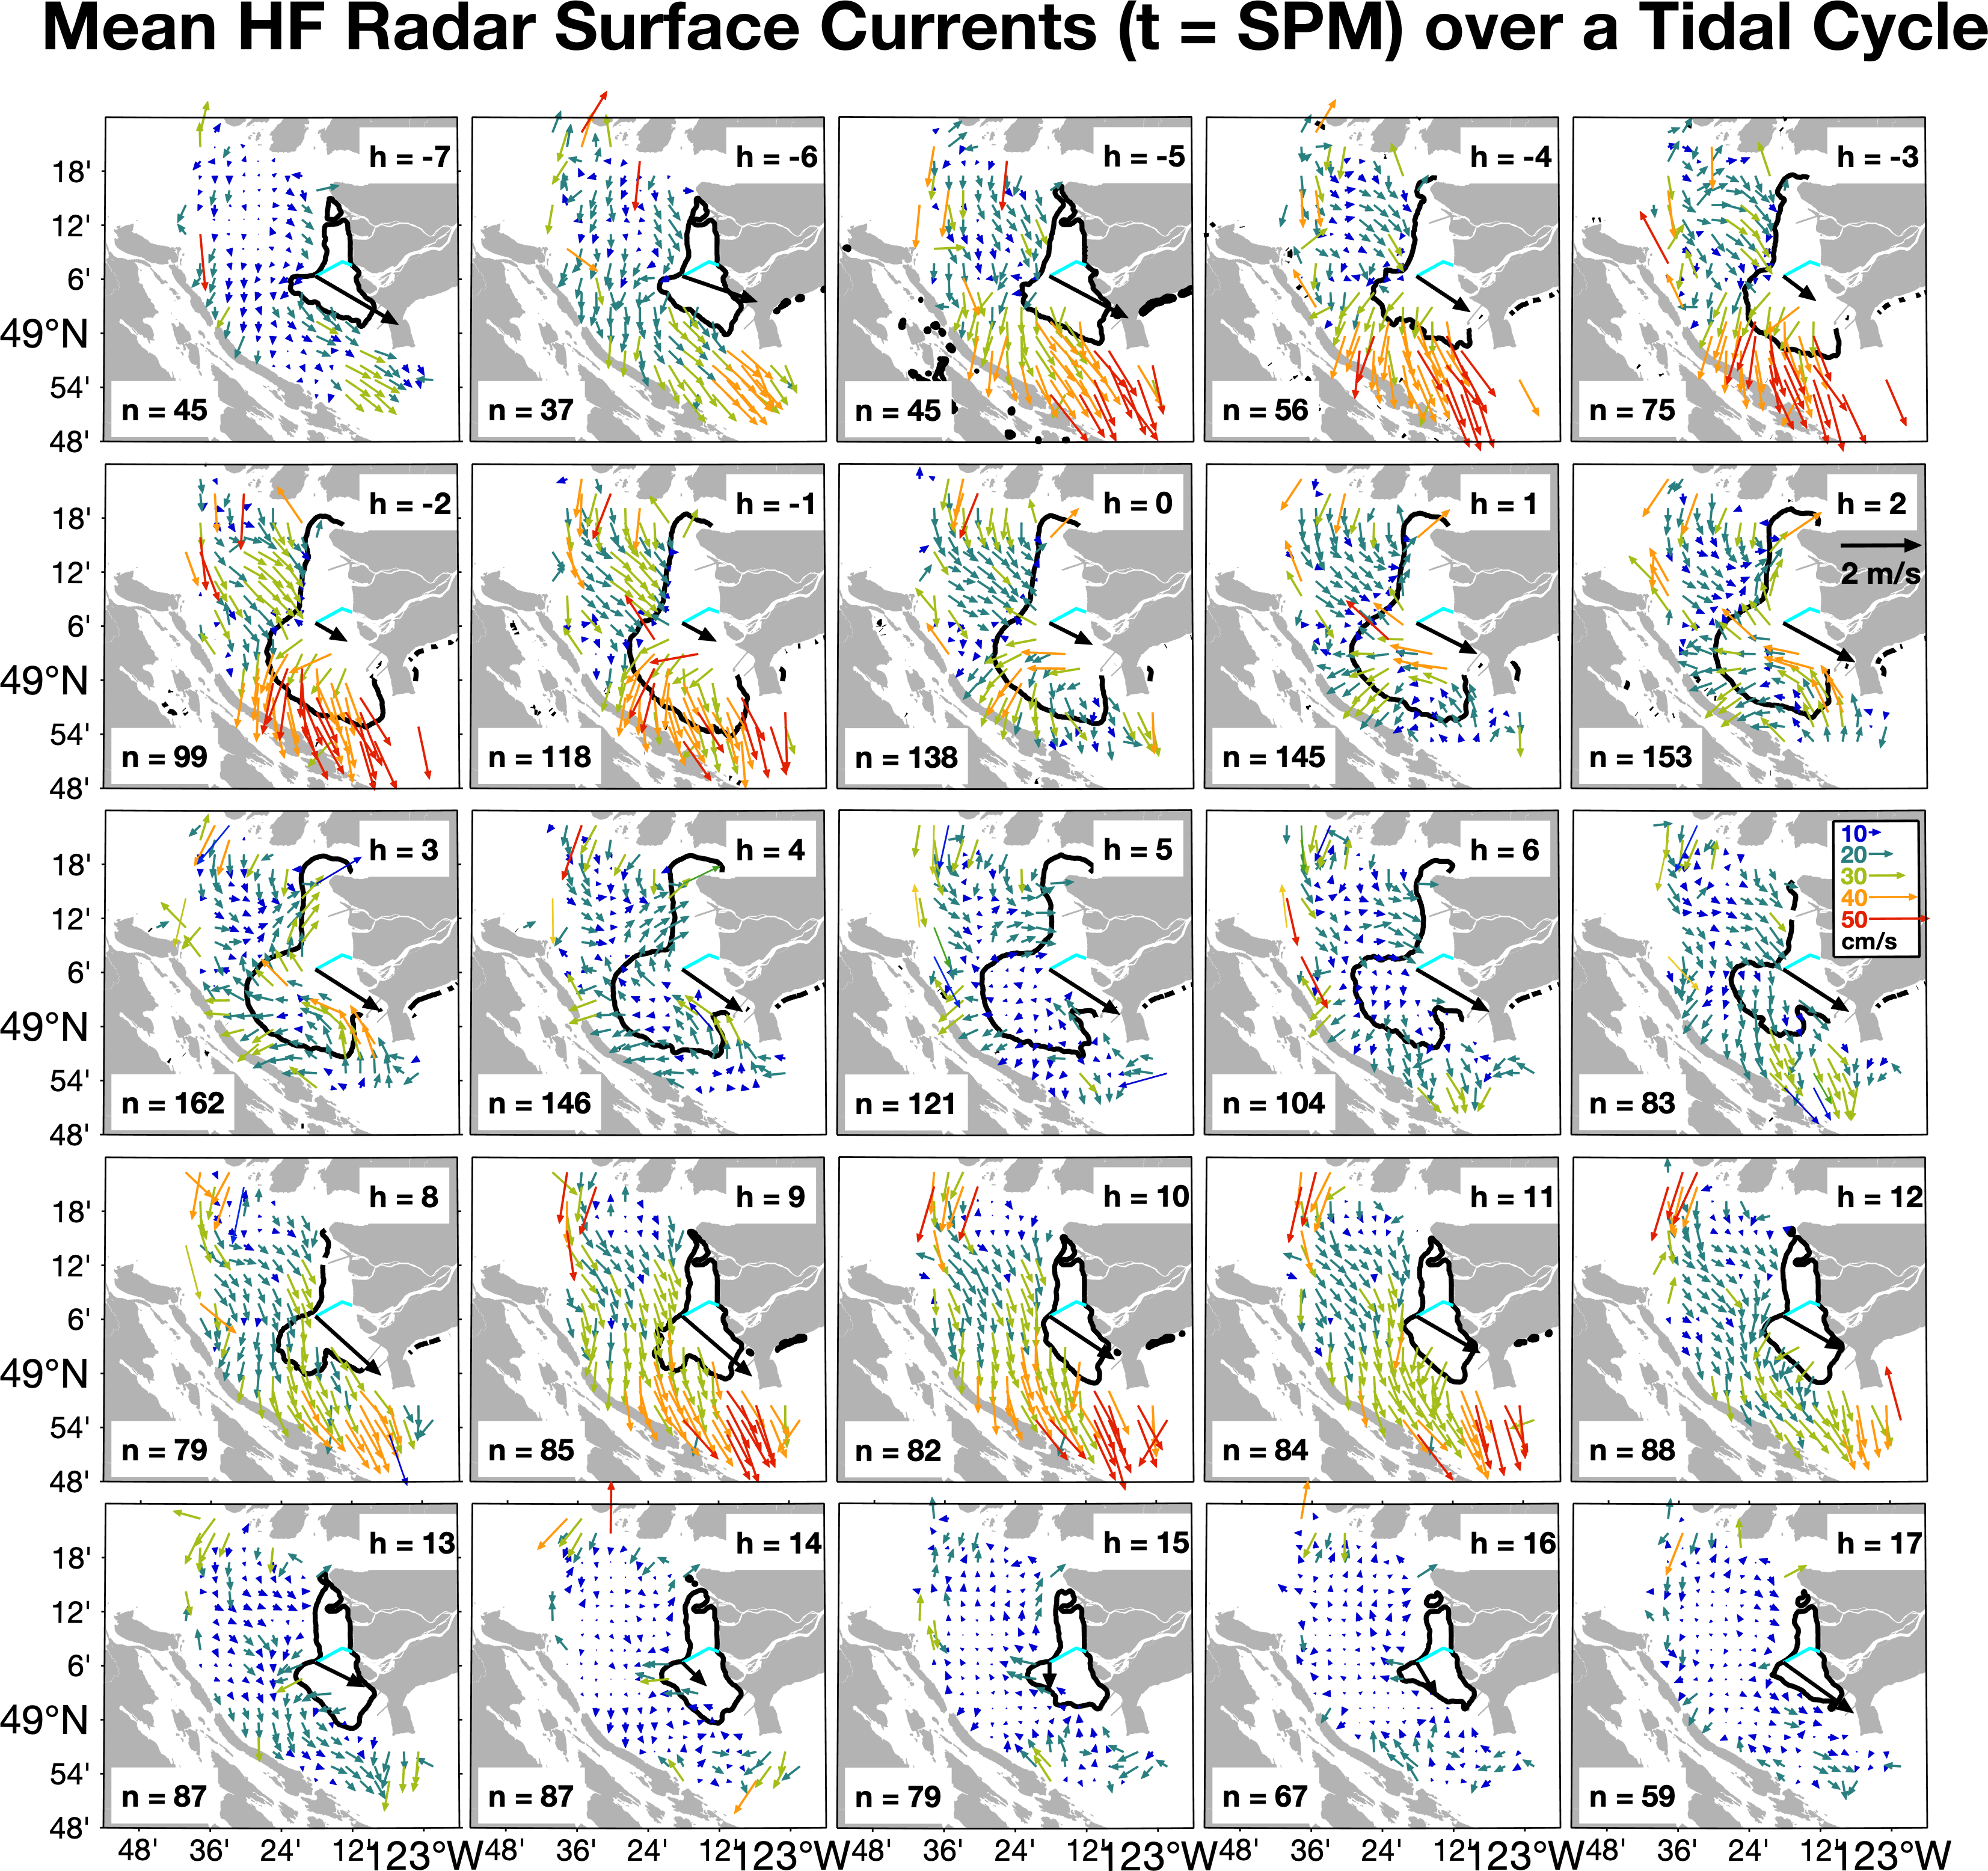 Mean HF Radar Surface Currents (t = SPM) over a Tidal Cycle
h = -7
h = -6
h = -5
h = -4
h = -3
18'
12'
6'
49°N
54'
48'
n = 45
n = 37
n = 45
n = 56
n = 75
h = -2
h = -1
h = 0
h = 1
h = 2
2 m/s
18'
12'
6'
49°N
54'
48'
n = 99
n = 118
n = 138
n = 145
n = 153
h = 3
h = 4
h = 5
h = 6
10
20
30
40
50
cm/s
18'
12'
6'
49°N
54'
48'
n = 162
n = 146
n = 121
n = 104
n = 83
h = 8
h = 9
h = 10
h = 11
h = 12
18'
12'
6'
49°N
54'
48'
n = 79
n = 85
n = 82
n = 84
n = 88
h = 13
h = 14
h = 15
h = 16
h = 17
18'
12'
6'
49°N
54'
48'
n = 87
n = 87
n = 79
n = 67
n = 59
48' 36' 24' 12' 123°W
48' 36' 24' 12' 123°W
48' 36' 24' 12' 123°W
48' 36' 24' 12' 123°W
48' 36' 24' 12' 123°W